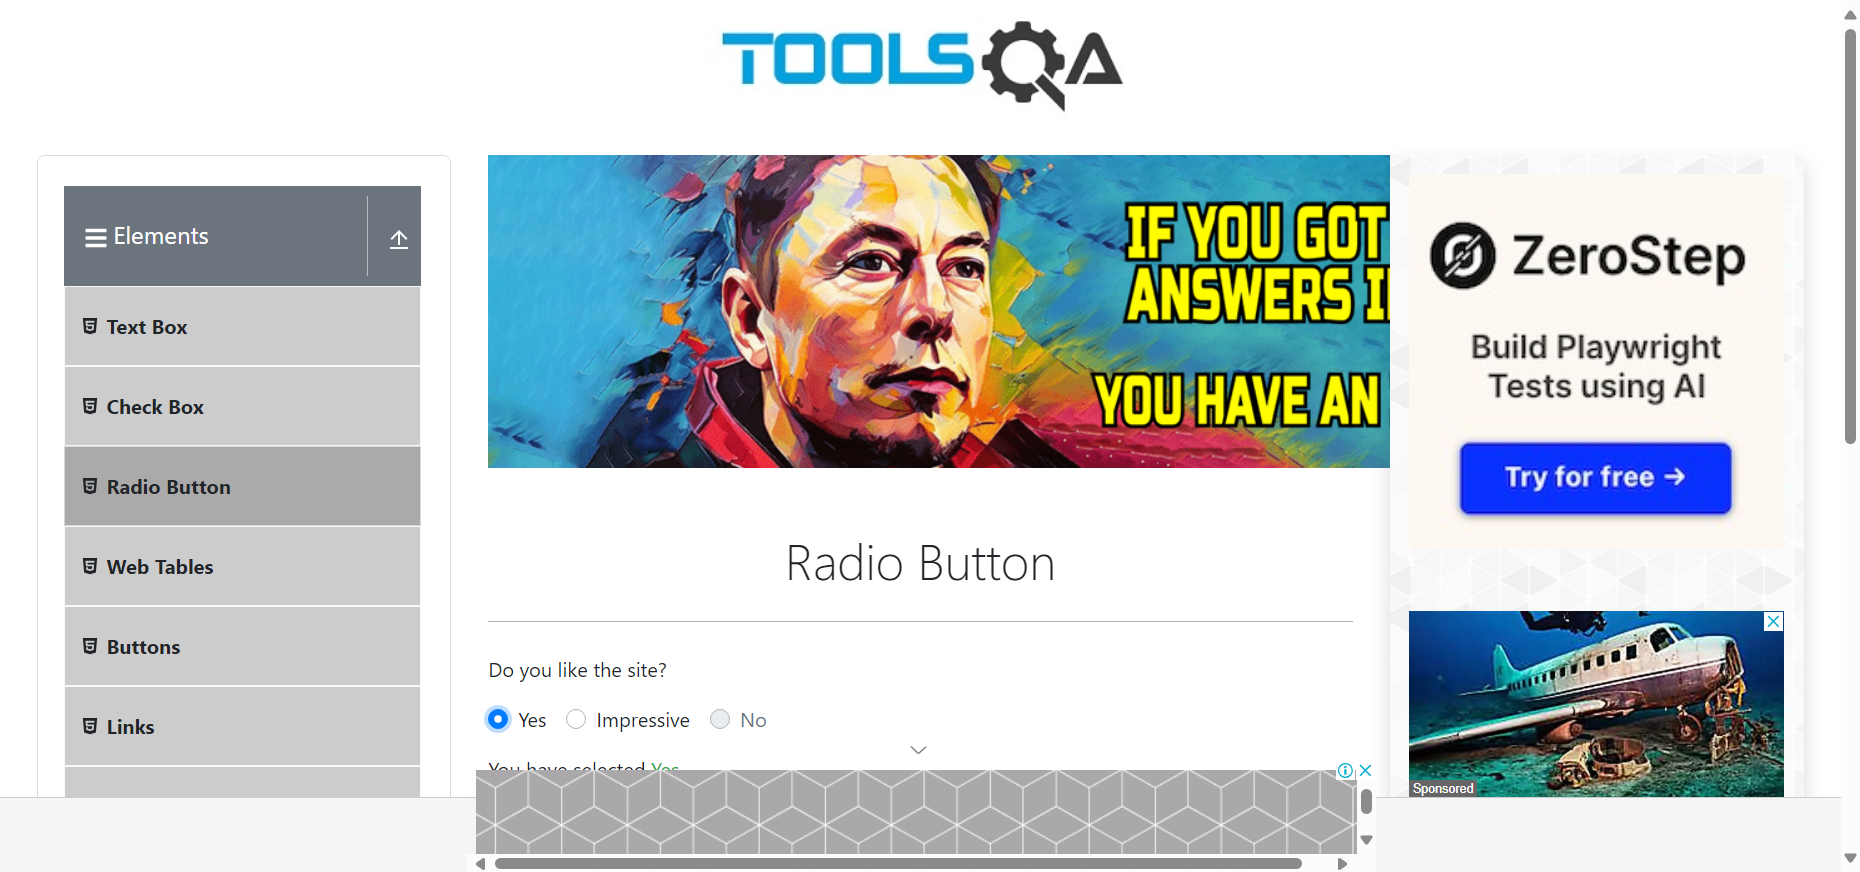 TOOLSQA
Elements
Text Box
Check Box
Radio Button
Web Tables
Buttons
Links
IF YOU GOT
ANSWERS I
YOU HAVE AN
Radio Button
Do you like the site?
Yes
Impressive
No
You have selected Yes
ZeroStep
Build Playwright
Tests using AI
Try for free →
Sponsored